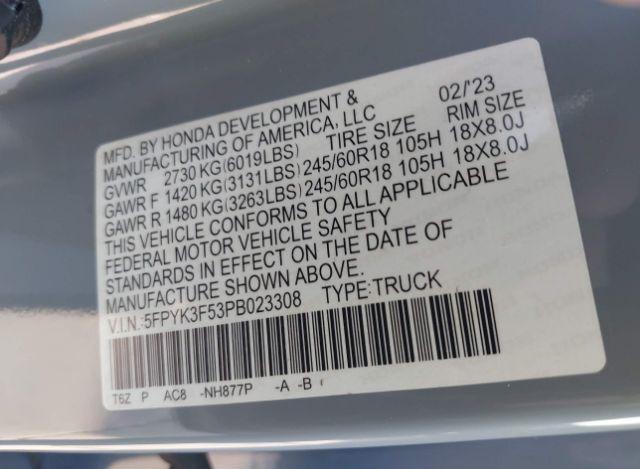 MFD. BY HONDA DEVELOPMENT & 02/'23
MANUFACTURING OF AMERICA, LLC
GVWR 2730 KG(6019LBS) TIRE SIZE RIM SIZE
GAWR F 1420 KG(3131LBS) 245/60R18 105H 18X8.0J
GAWR R 1480 KG(3263LBS) 245/60R18 105H 18X8.0J
THIS VEHICLE CONFORMS TO ALL APPLICABLE
FEDERAL MOTOR VEHICLE SAFETY
STANDARDS IN EFFECT ON THE DATE OF
MANUFACTURE SHOWN ABOVE.
V.I.N.:5FPYK3F53PB023308 TYPE:TRUCK
T6Z P AC8 -NH877P -A -B